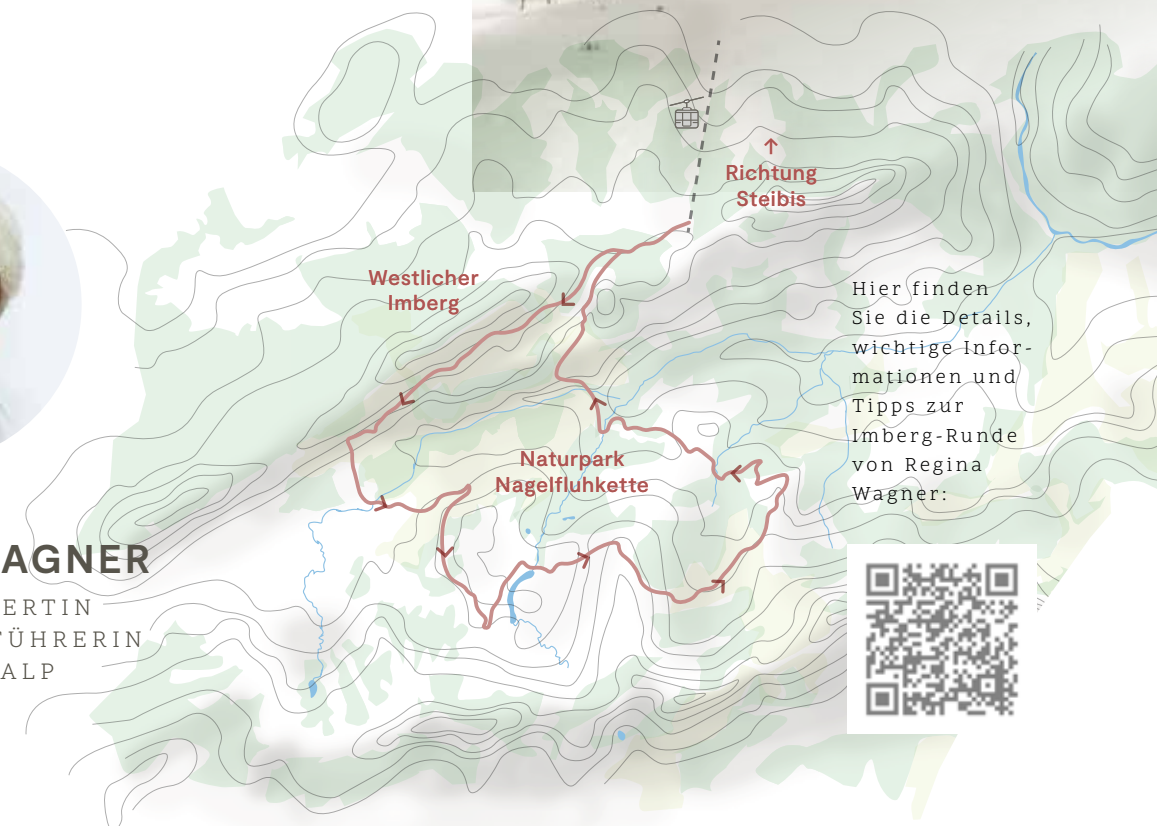 ↑
Richtung
Steibis
Westlicher
Imberg
Hier finden
Sie die Details,
wichtige Infor-
mationen und
Tipps zur
Imberg-Runde
von Regina
Wagner:
Naturpark
Nagelfluhkette
AGNER
ERTIN
FÜHRERIN
ALP